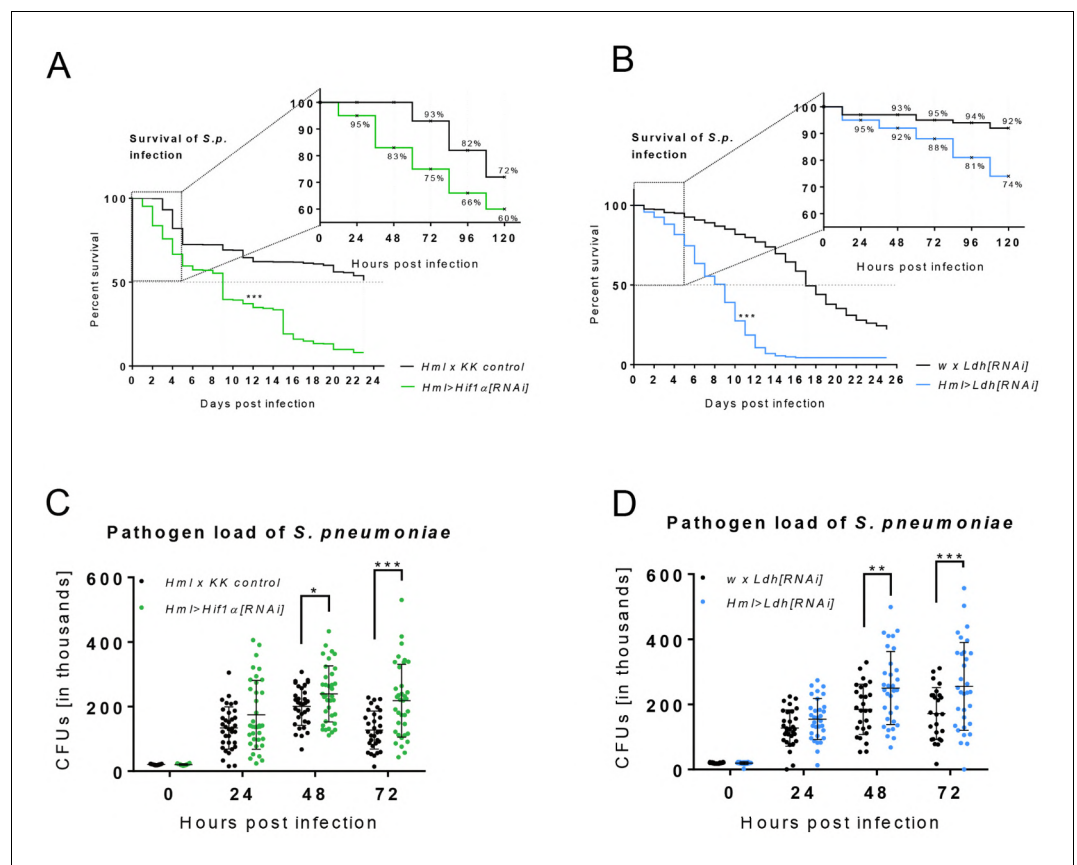 A
Survival of S.p.
infection
100
90
80
70
60
95%
83%
75%
66%
60%
93%
82%
72%
0 24 48 72 96 120
Hours post infection
Percent survival
100
50
0
***
0 2 4 6 8 10 12 14 16 18 20 22 24
Days post infection
Hml x KK control
Hml>Hif1α[RNAi]
B
Survival of S.p.
infection
100
90
80
70
60
93%
95%
94%
92%
95%
92%
88%
81%
74%
0 24 48 72 96 120
Hours post infection
Percent survival
100
50
0
***
0 2 4 6 8 10 12 14 16 18 20 22 25 26
Days post infection
w x Ldh[RNAi]
Hml>Ldh[RNAi]
C
Pathogen load of S. pneumoniae
CFUs [in thousands]
600
400
200
0
Hml x KK control
Hml>Hif1α[RNAi]
*
***
0 24 48 72
Hours post infection
D
Pathogen load of S. pneumoniae
CFUs [in thousands]
600
400
200
0
w x Ldh[RNAi]
Hml>Ldh[RNAi]
**
***
0 24 48 72
Hours post infection